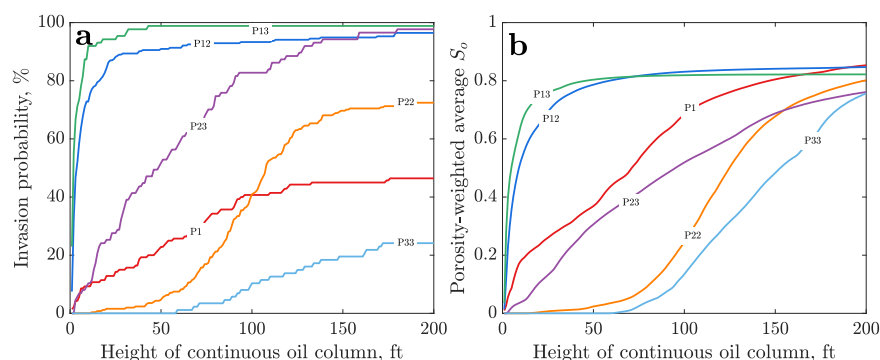 a
Invasion probability, %
100
80
60
40
20
0
P13
P12
P23
P22
P1
P33
0
50
100
150
200
Height of continuous oil column, ft
b
Porosity-weighted average So
1
0.8
0.6
0.4
0.2
0
P13
P12
P1
P33
P23
P22
0
50
100
150
200
Height of continuous oil column, ft